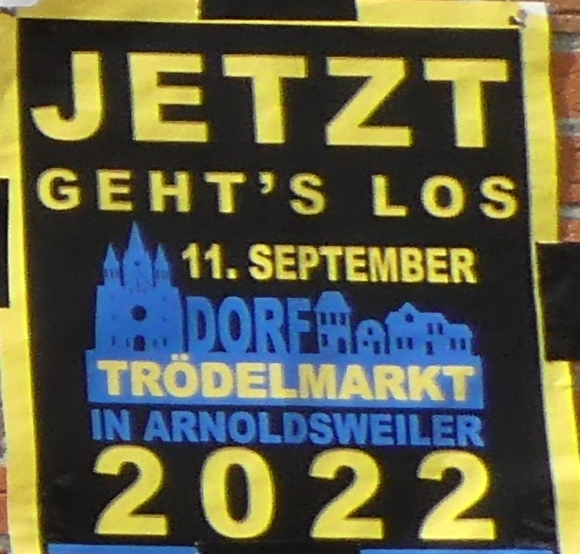 JETZT
GEHT'S LOS
11. SEPTEMBER
DORF
TRÖDELMARKT
IN ARNOLDSWEILER
2022